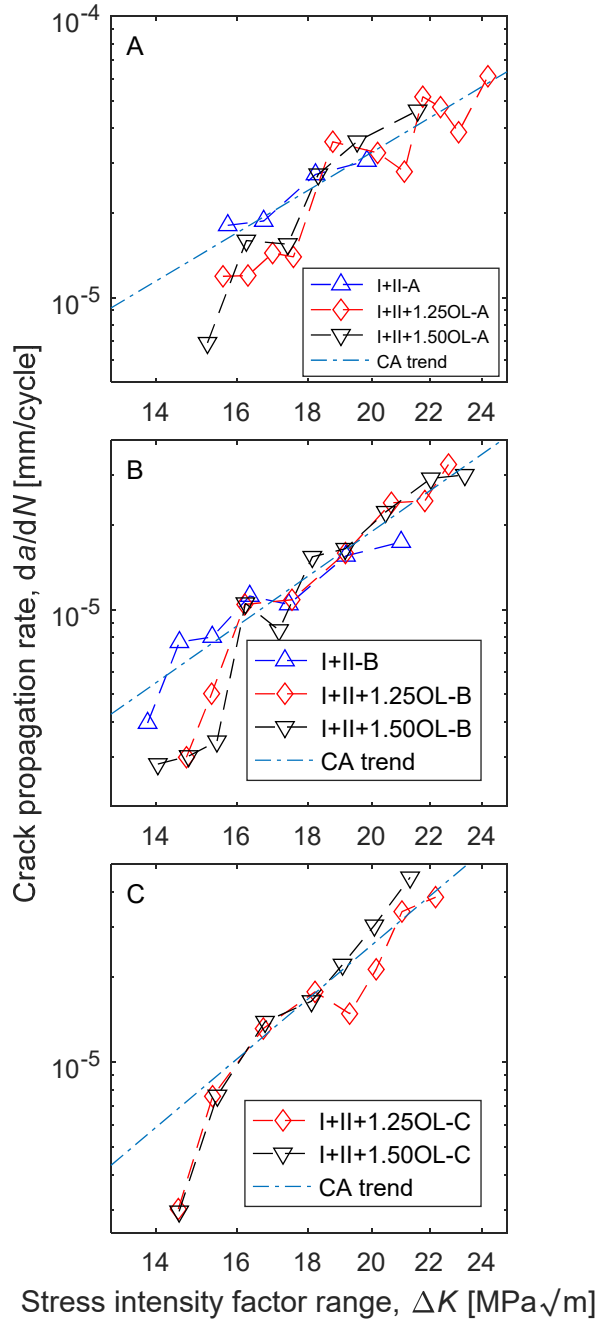 Crack propagation rate, da/dN [mm/cycle]
A
10⁻⁴
10⁻⁵
I+II-A
I+II+1.25OL-A
I+II+1.50OL-A
CA trend
14 16 18 20 22 24
B
10⁻⁵
I+II-B
I+II+1.25OL-B
I+II+1.50OL-B
CA trend
14 16 18 20 22 24
C
10⁻⁵
I+II+1.25OL-C
I+II+1.50OL-C
CA trend
14 16 18 20 22 24
Stress intensity factor range, ΔK [MPa√m]